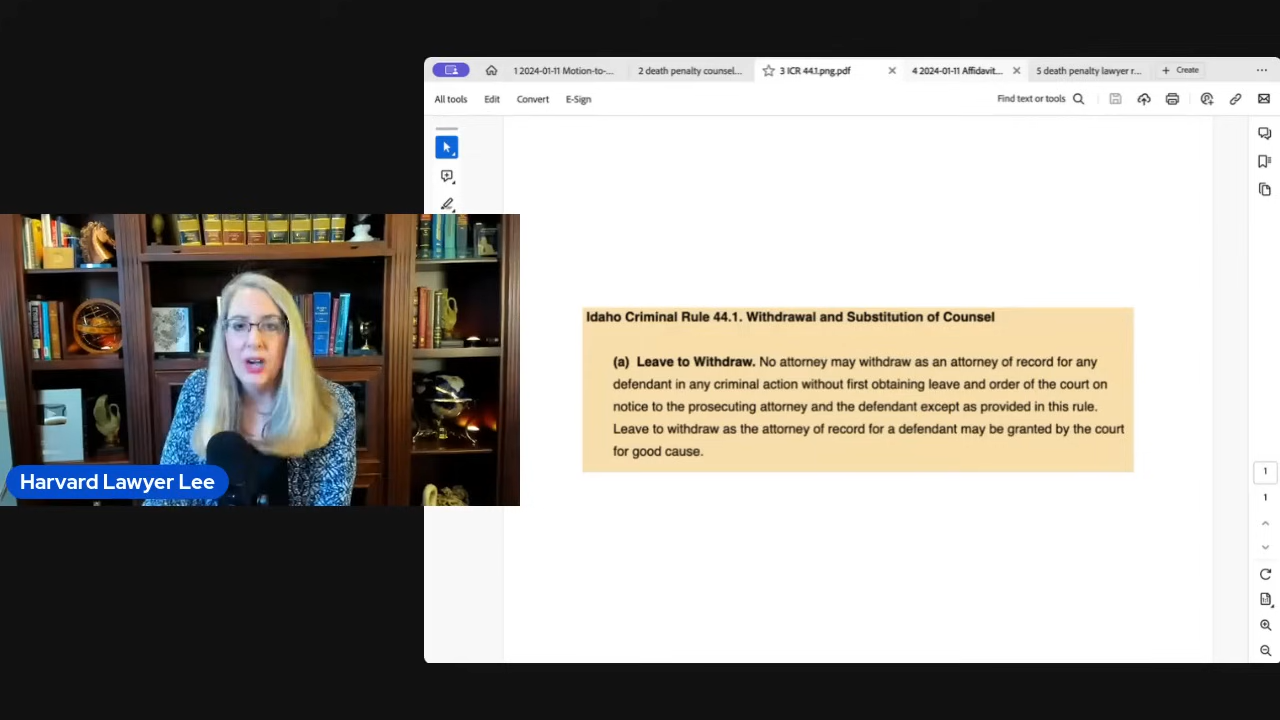 1 2024-01-11 Motion-to-...
2 death penalty counsel...
3 ICR 44.1.png.pdf
4 2024-01-11 Affidavit...
5 death penalty lawyer r...
Create
All tools
Edit
Convert
E-Sign
Find text or tools
Harvard Lawyer Lee
Idaho Criminal Rule 44.1. Withdrawal and Substitution of Counsel
(a) Leave to Withdraw. No attorney may withdraw as an attorney of record for any
defendant in any criminal action without first obtaining leave and order of the court on
notice to the prosecuting attorney and the defendant except as provided in this rule.
Leave to withdraw as the attorney of record for a defendant may be granted by the court
for good cause.
1
1